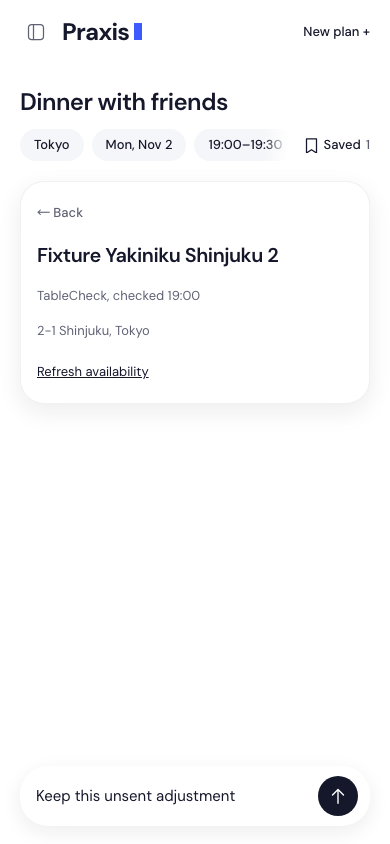 Praxis
New plan +
Dinner with friends
Tokyo
Mon, Nov 2
19:00–19:30
Saved 1
← Back
Fixture Yakiniku Shinjuku 2
TableCheck, checked 19:00
2-1 Shinjuku, Tokyo
Refresh availability
Keep this unsent adjustment